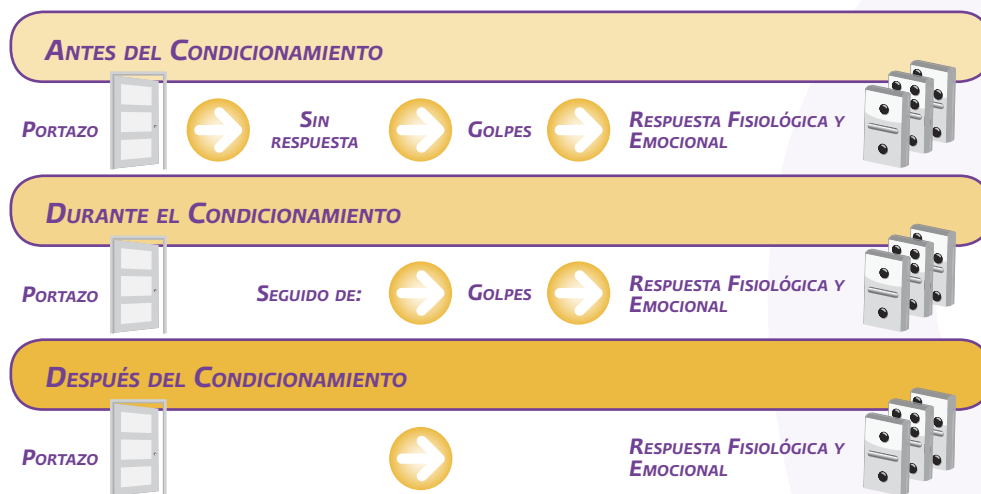 Antes del Condicionamiento
Portazo
Sin
respuesta
Golpes
Respuesta Fisiológica y
Emocional
Durante el Condicionamiento
Portazo
Seguido de:
Golpes
Respuesta Fisiológica y
Emocional
Después del Condicionamiento
Portazo
Respuesta Fisiológica y
Emocional